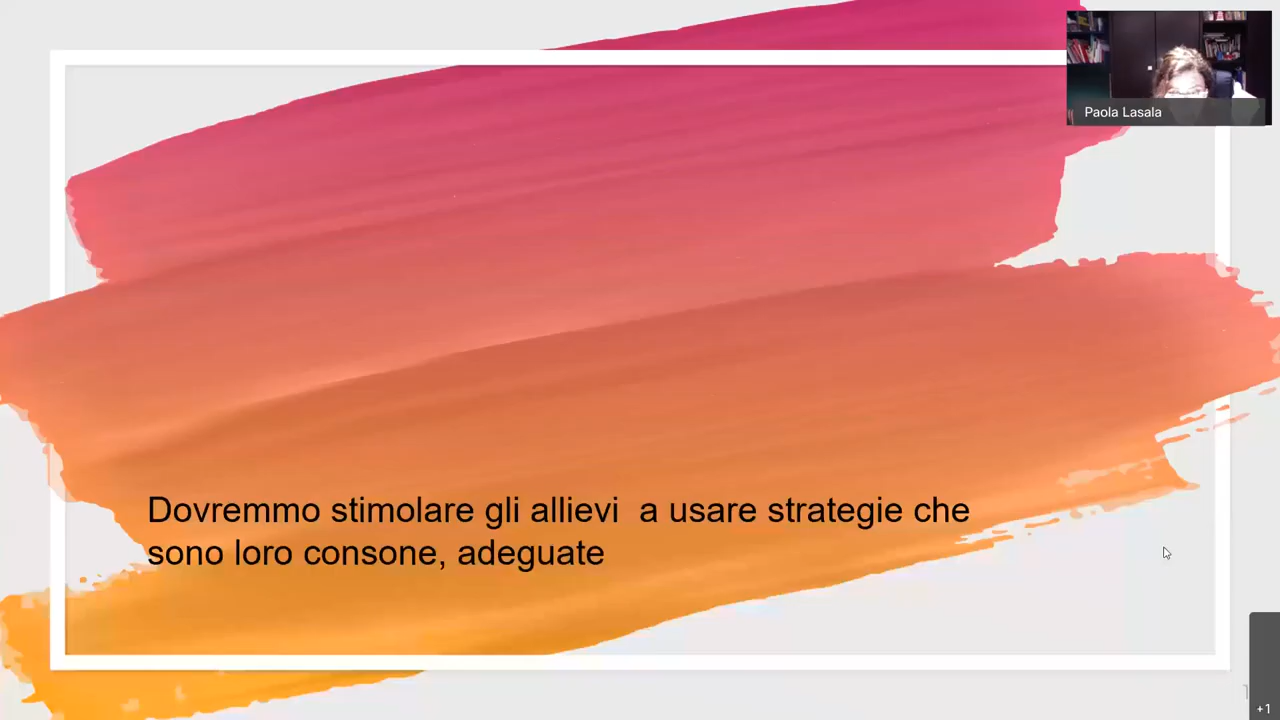 Paola Lasala
Dovremmo stimolare gli allievi  a usare strategie che
sono loro consone, adeguate
+1